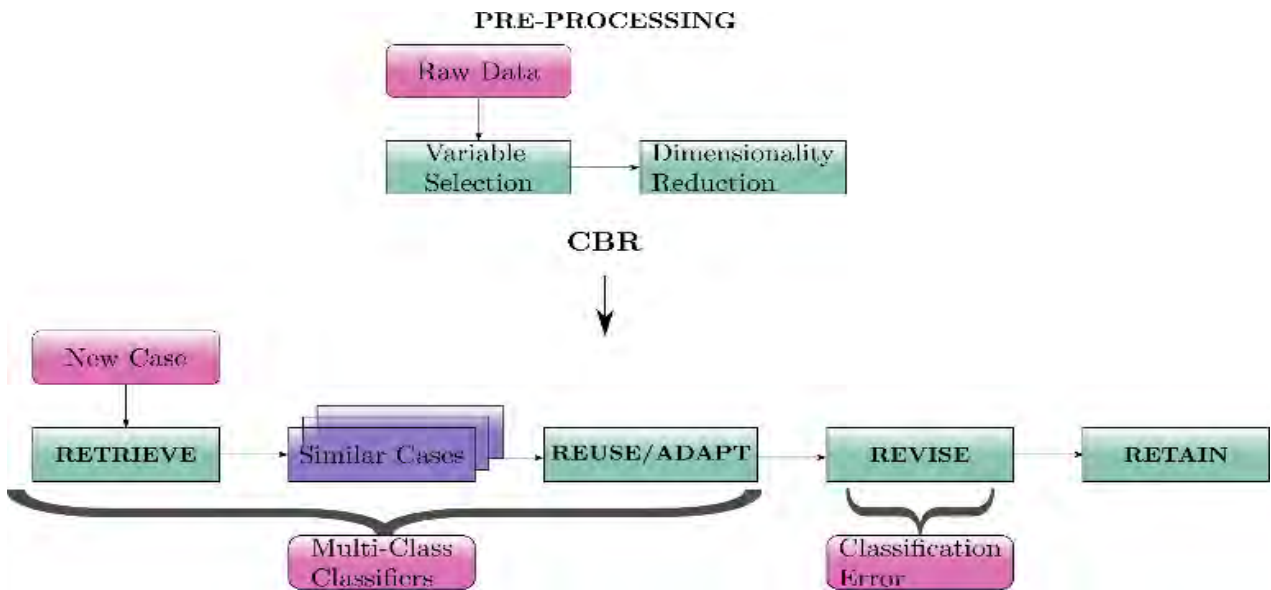 PRE-PROCESSING
Raw Data
Variable
Selection
Dimensionality
Reduction
CBR
New Case
RETRIEVE
Similar Cases
REUSE/ADAPT
REVISE
RETAIN
Multi-Class
Classifiers
Classification
Error